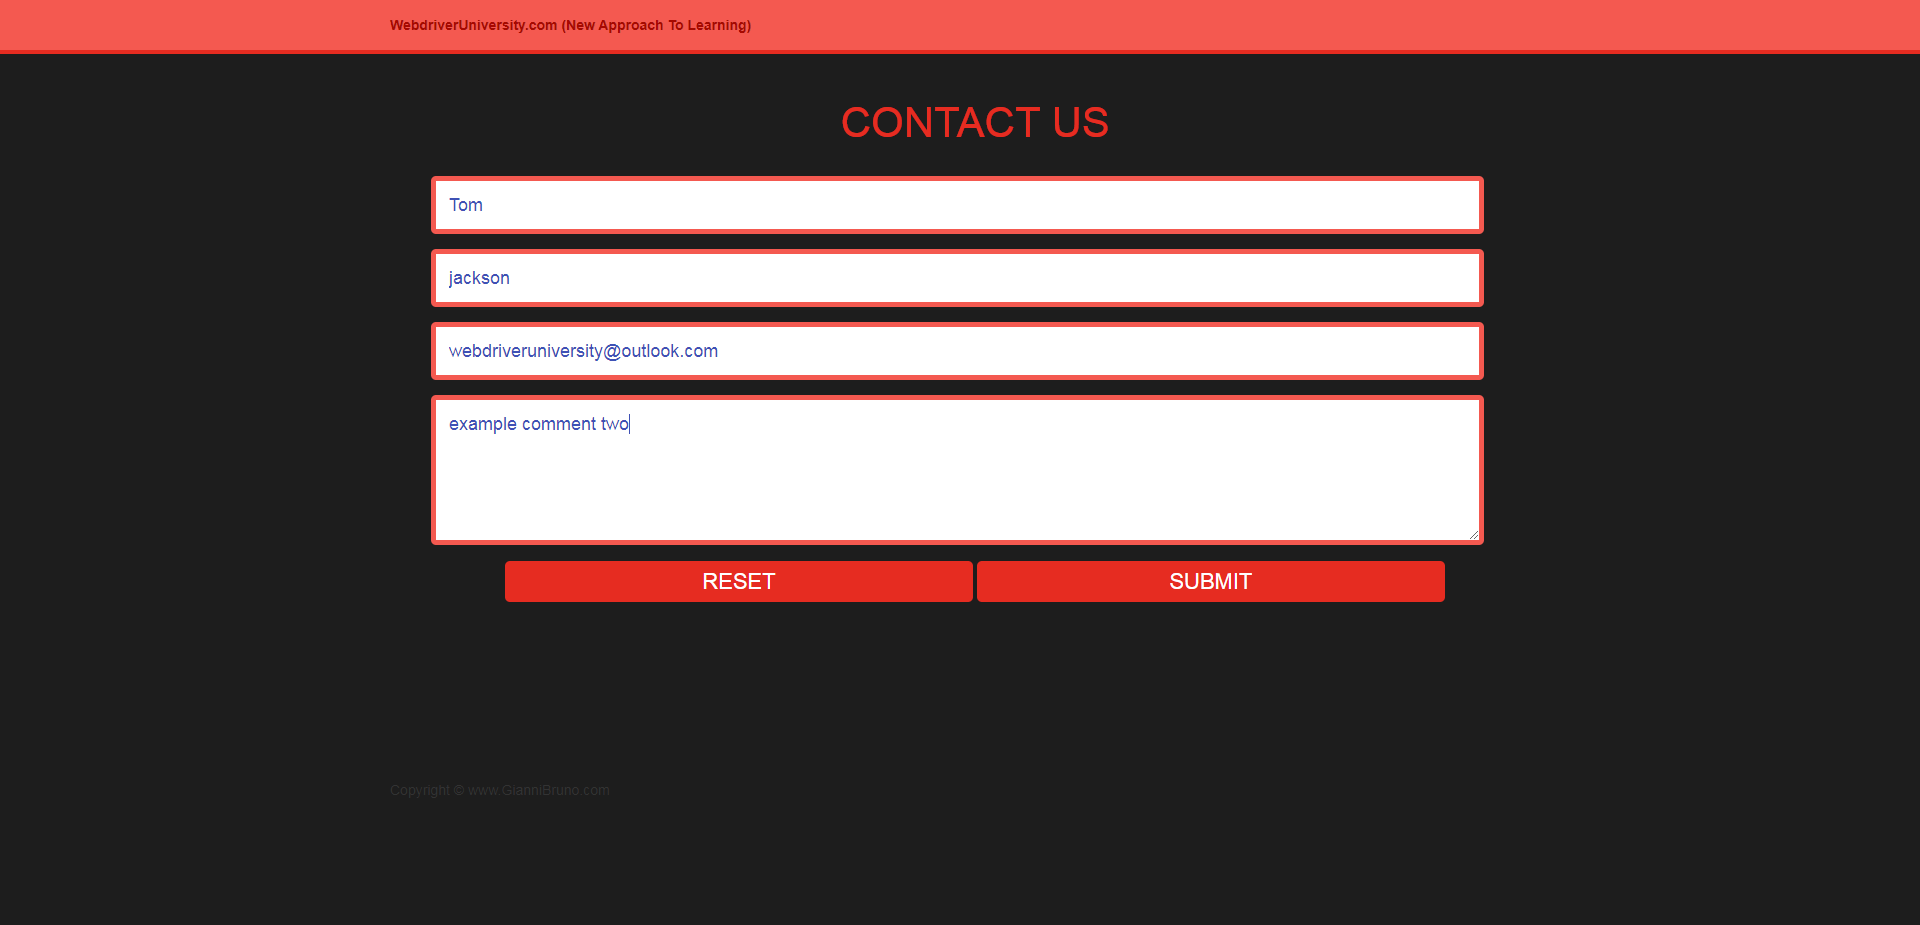 WebdriverUniversity.com (New Approach To Learning)
CONTACT US
Tom
jackson
webdriveruniversity@outlook.com
example comment two
RESET SUBMIT
Copyright © www.GianniBruno.com